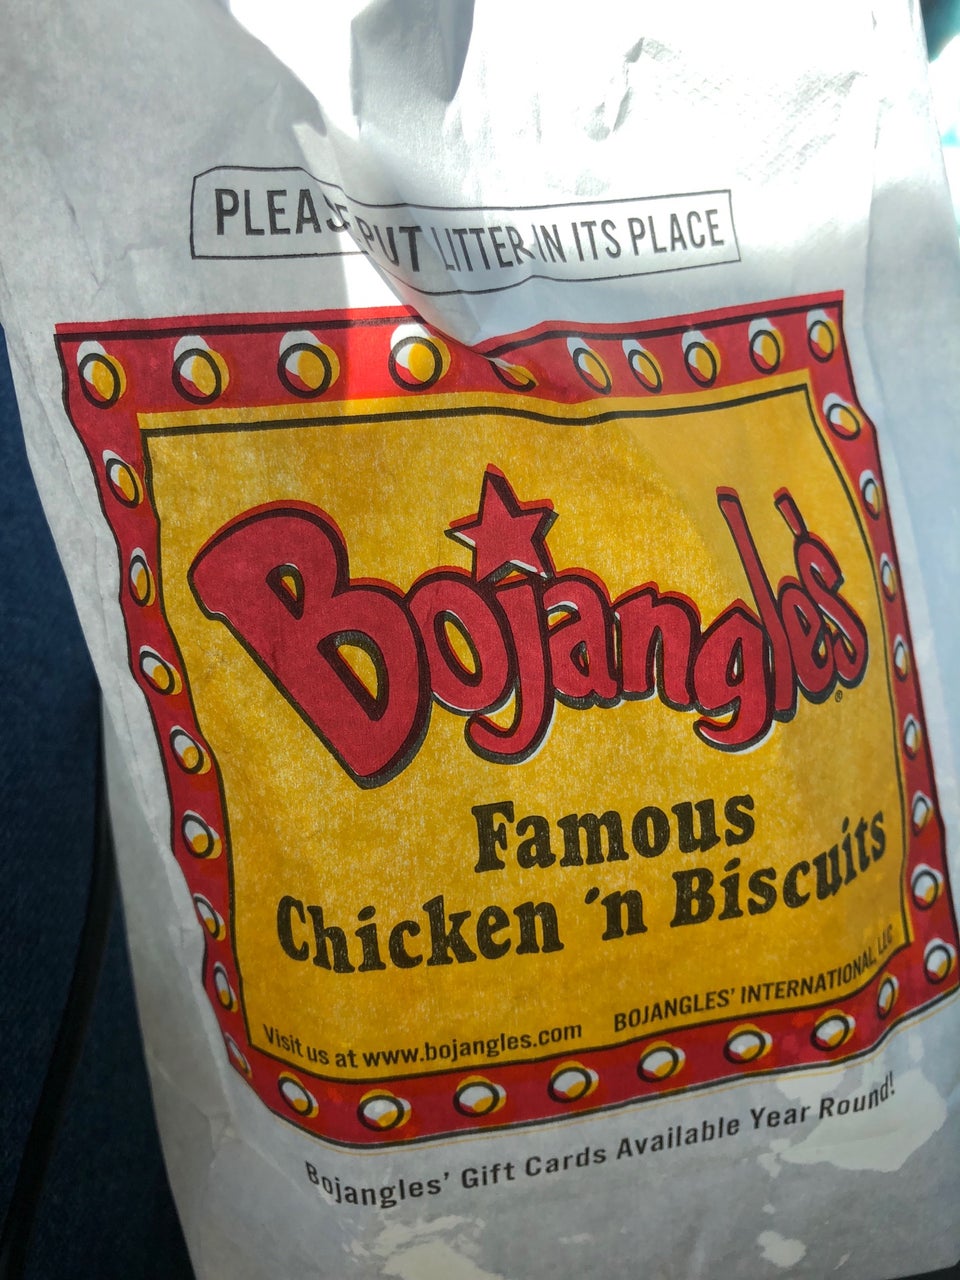 PLEASE PUT LITTER IN ITS PLACE
Bojangles®
Famous
Chicken 'n Biscuits
Visit us at www.bojangles.com BOJANGLES' INTERNATIONAL, LLC
Bojangles' Gift Cards Available Year Round!